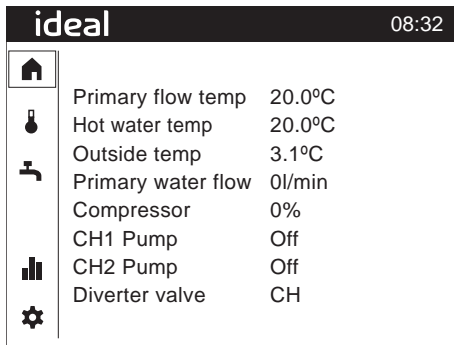 ideal 08:32
Primary flow temp 20.0ºC
Hot water temp 20.0ºC
Outside temp 3.1ºC
Primary water flow 0l/min
Compressor 0%
CH1 Pump Off
CH2 Pump Off
Diverter valve CH